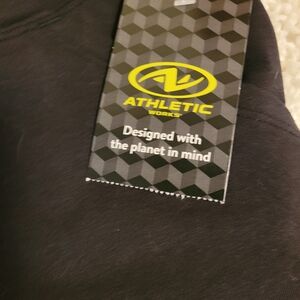 ATHLETIC
WORKS
Designed with
the planet in mind